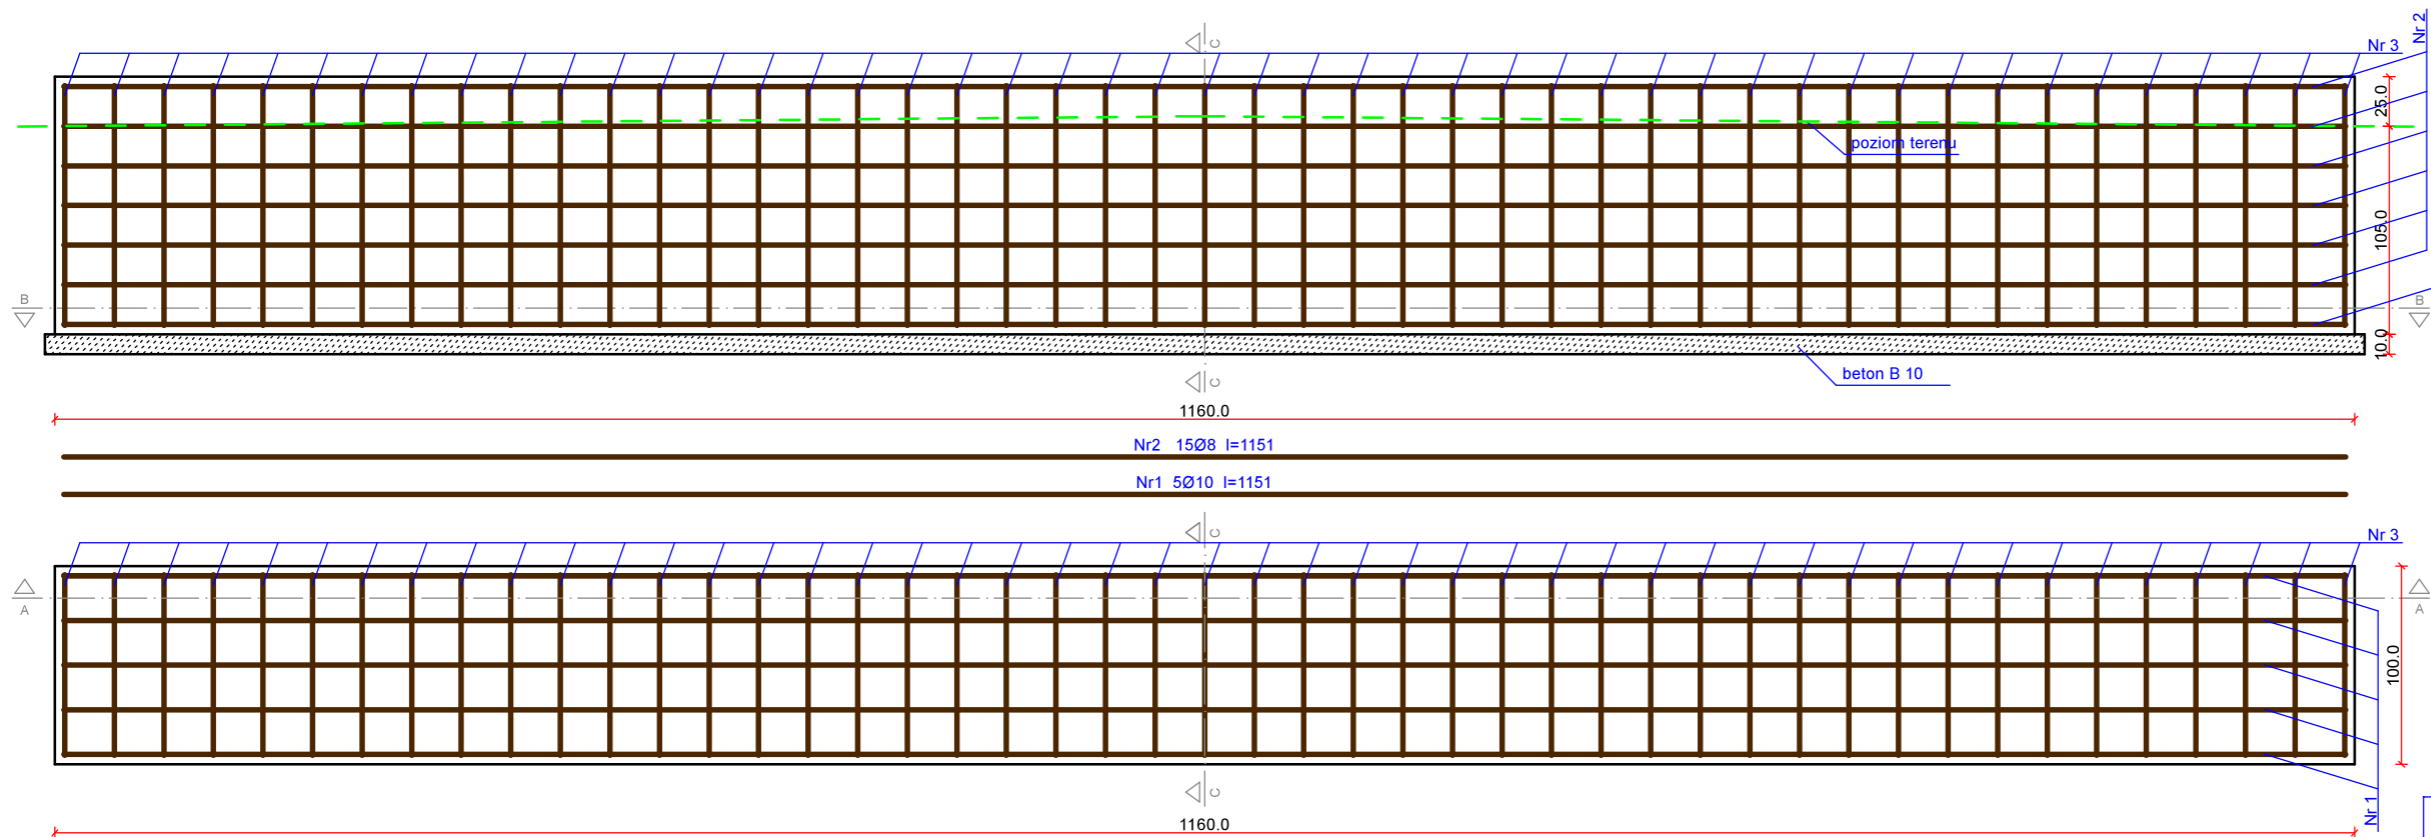 C
Nr 3
Nr 2
25.0
poziom terenu
105.0
B
B
10.0
C
beton B 10
1160.0
Nr2 15Ø8 l=1151
Nr1 5Ø10 l=1151
C
Nr 3
A
A
100.0
C
Nr 1
1160.0